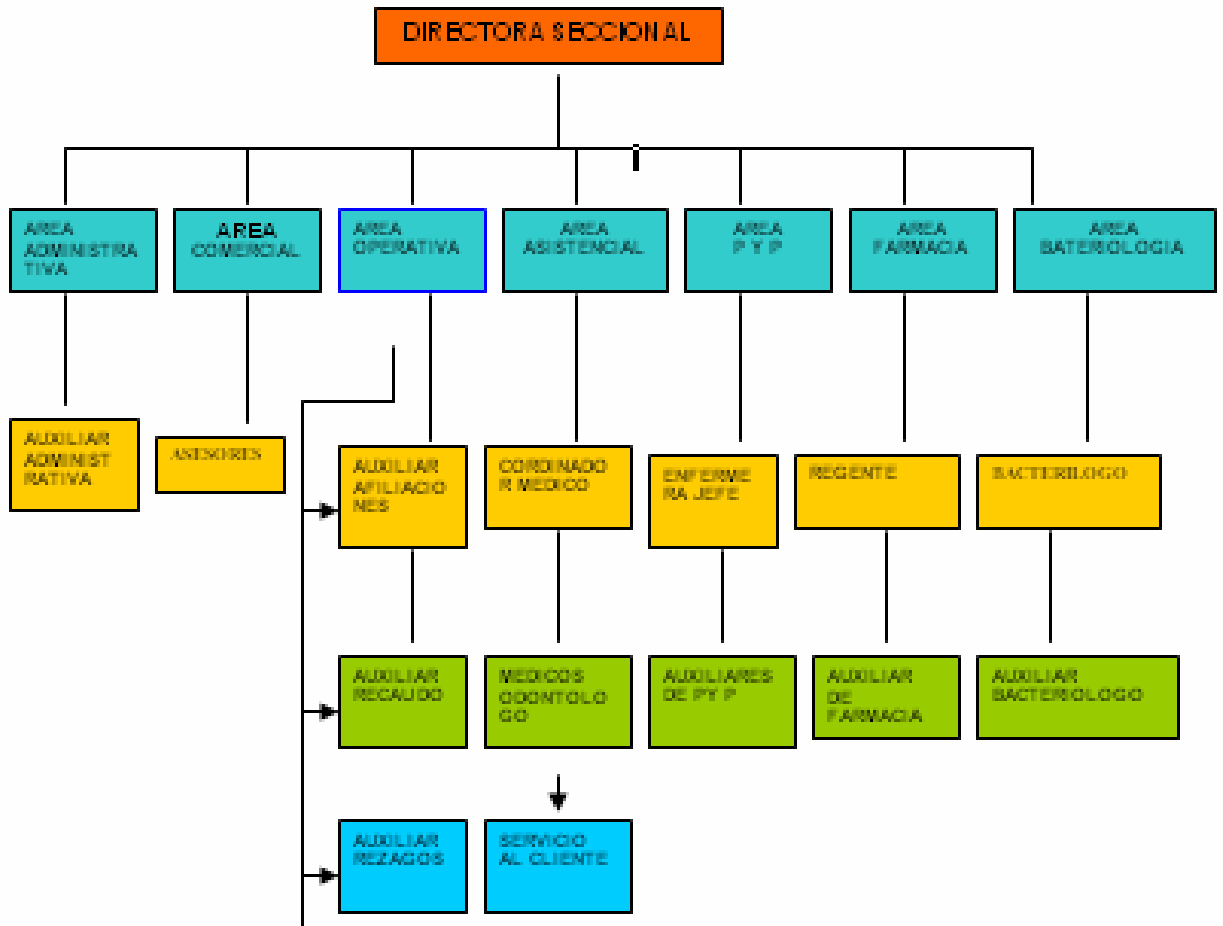 DIRECTORA SECCIONAL
AREA
ADMINISTRA
TIVA
AREA
COMERCIAL
AREA
OPERATIVA
AREA
ASISTENCIAL
AREA
P Y P
AREA
FARMACIA
AREA
BATERIOLOGIA
AUXILIAR
ADMINIST
RATIVA
ASESORES
AUXILIAR
AFILIACIO
NES
CORDINADO
R MEDICO
ENFERME
RA JEFE
REGENTE
BACTERILOGO
AUXILIAR
RECAUDO
MEDICOS
ODONTOLO
GO
AUXILIARES
DE PY P
AUXILIAR
DE
FARMACIA
AUXILIAR
BACTERIOLOGO
AUXILIAR
REZAGOS
SERVICIO
AL CLIENTE